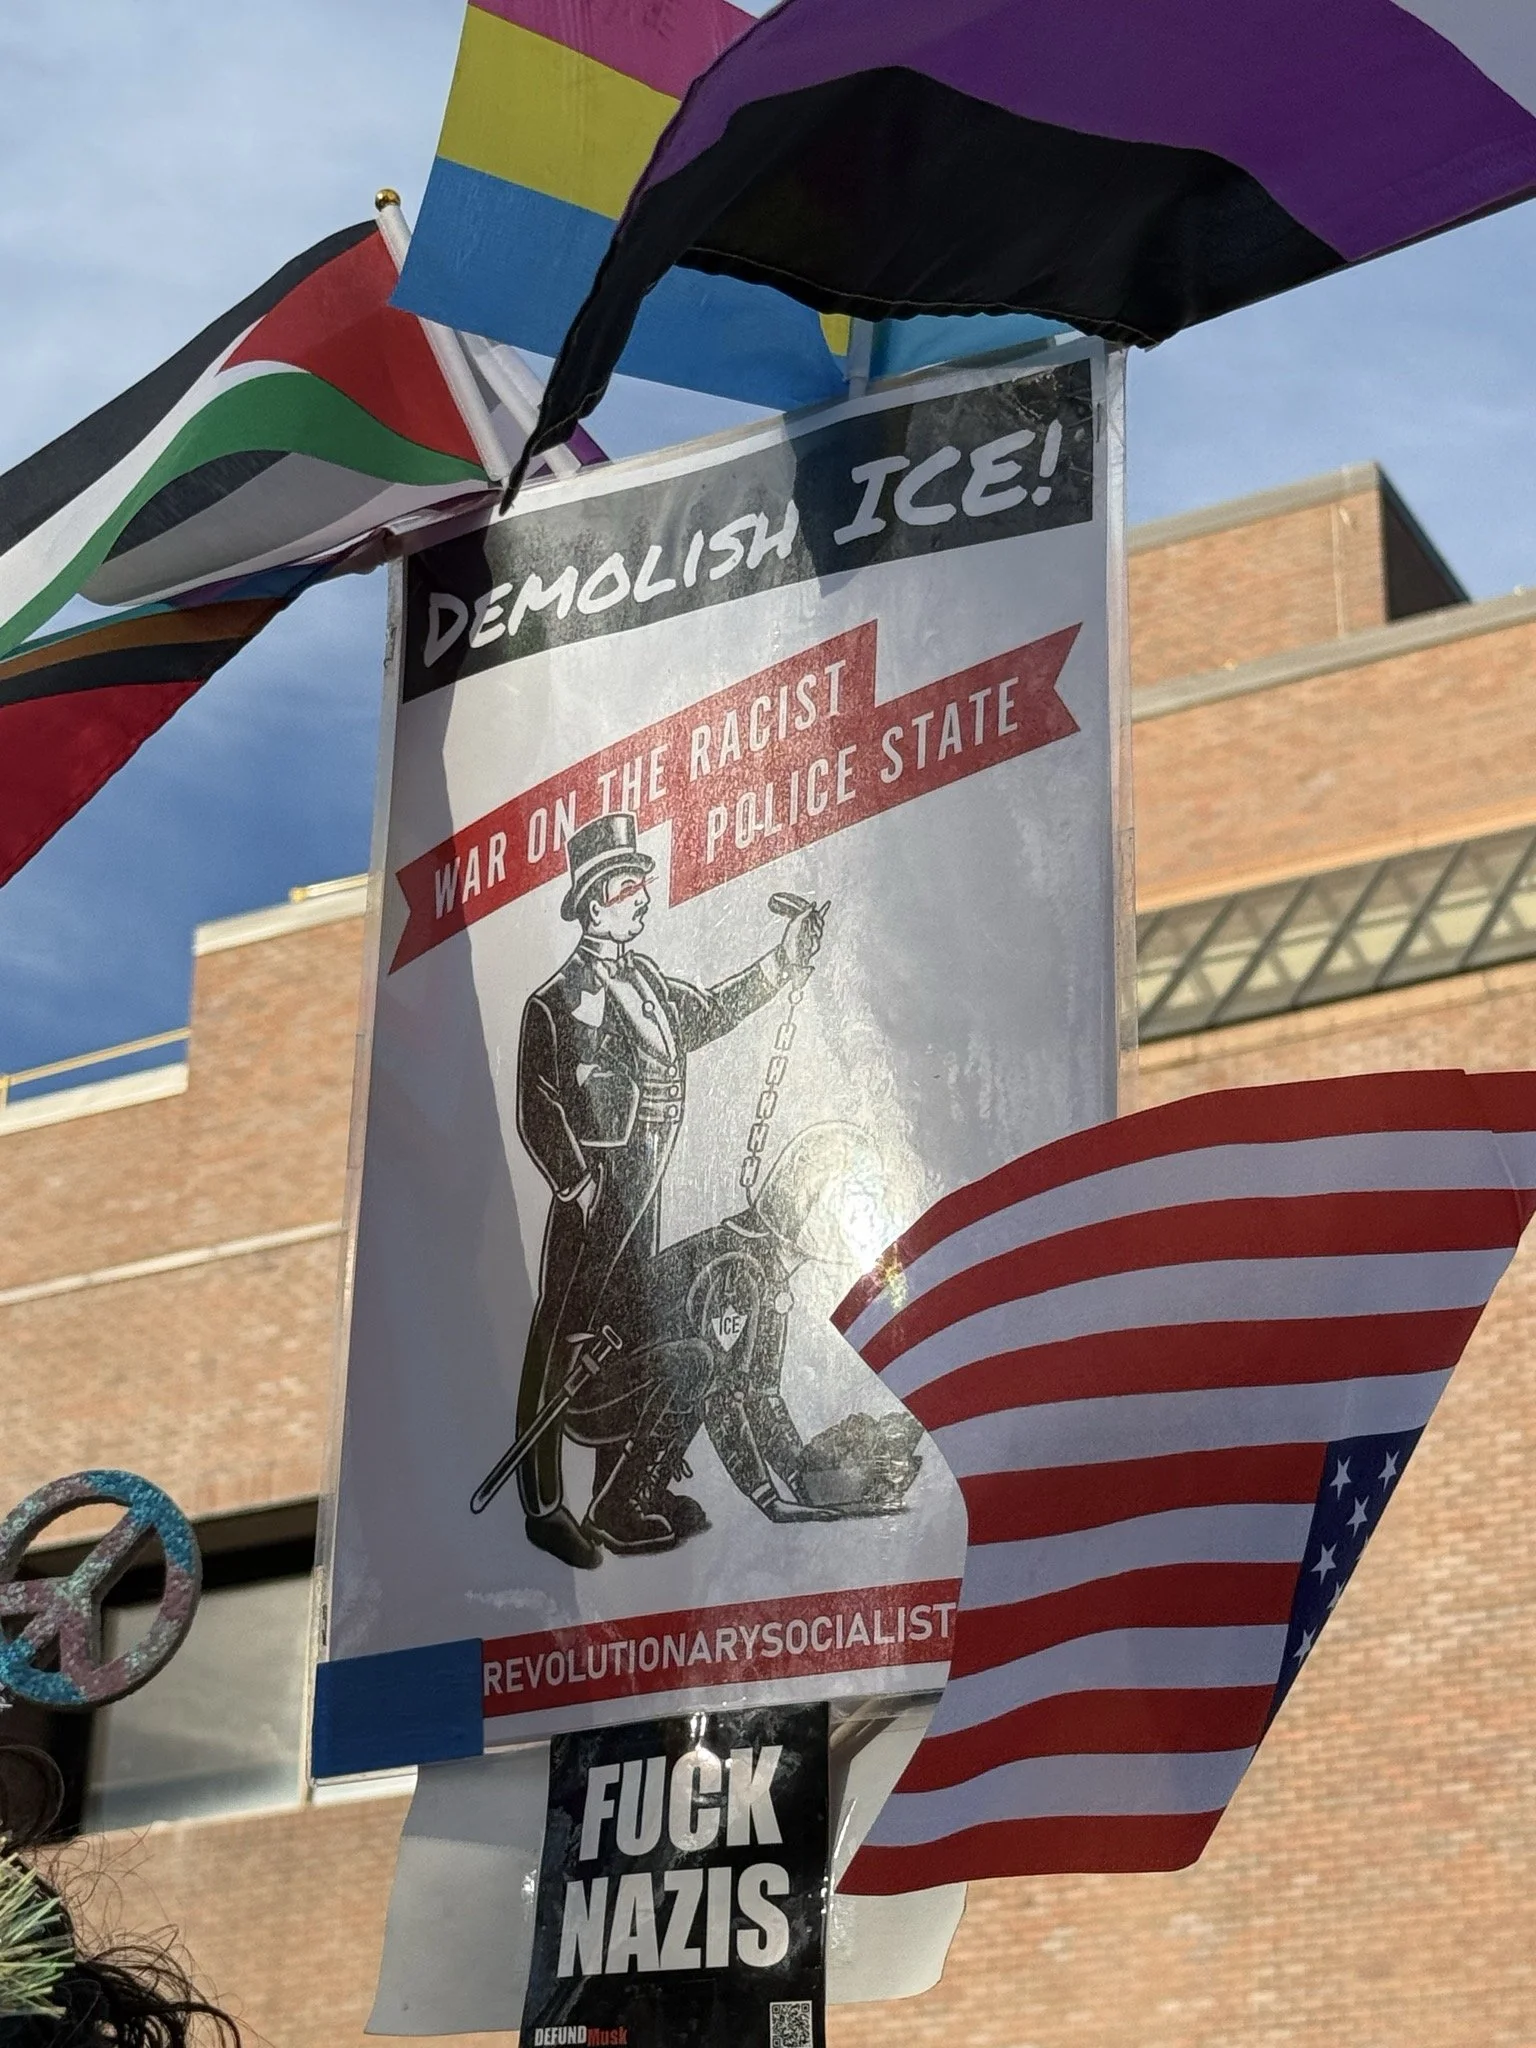 DEMOLISH ICE!
WAR ON THE RACIST
POLICE STATE
ICE
REVOLUTIONARYSOCIALIST
FUCK
NAZIS
DEFUNDMusk